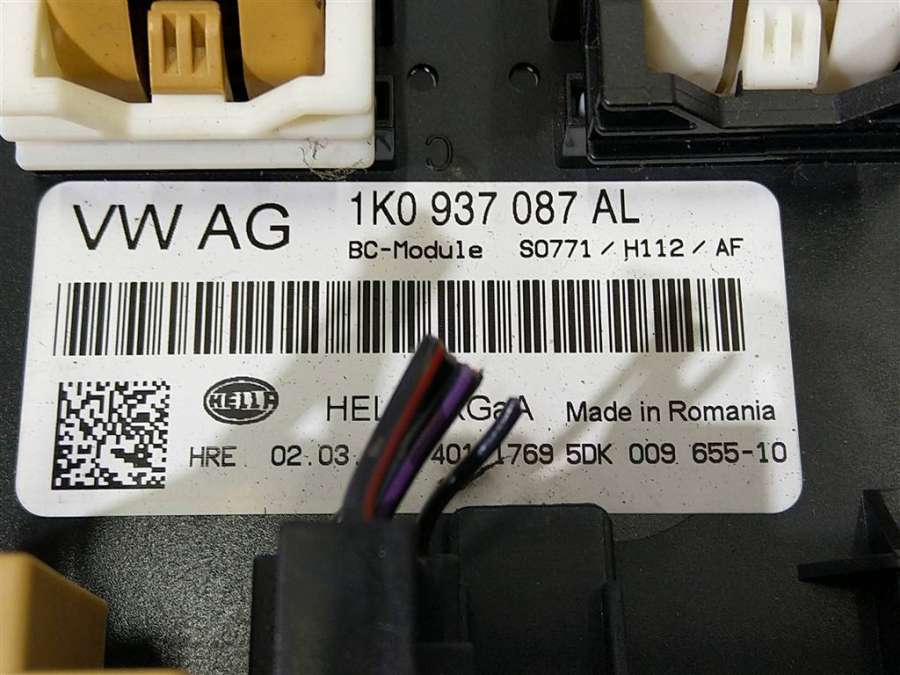 VW AG
1K0 937 087 AL
BC-Module S0771 / H112 / AF
HELLA
Made in Romania
HRE 02.03 5DK 009 655-10
C